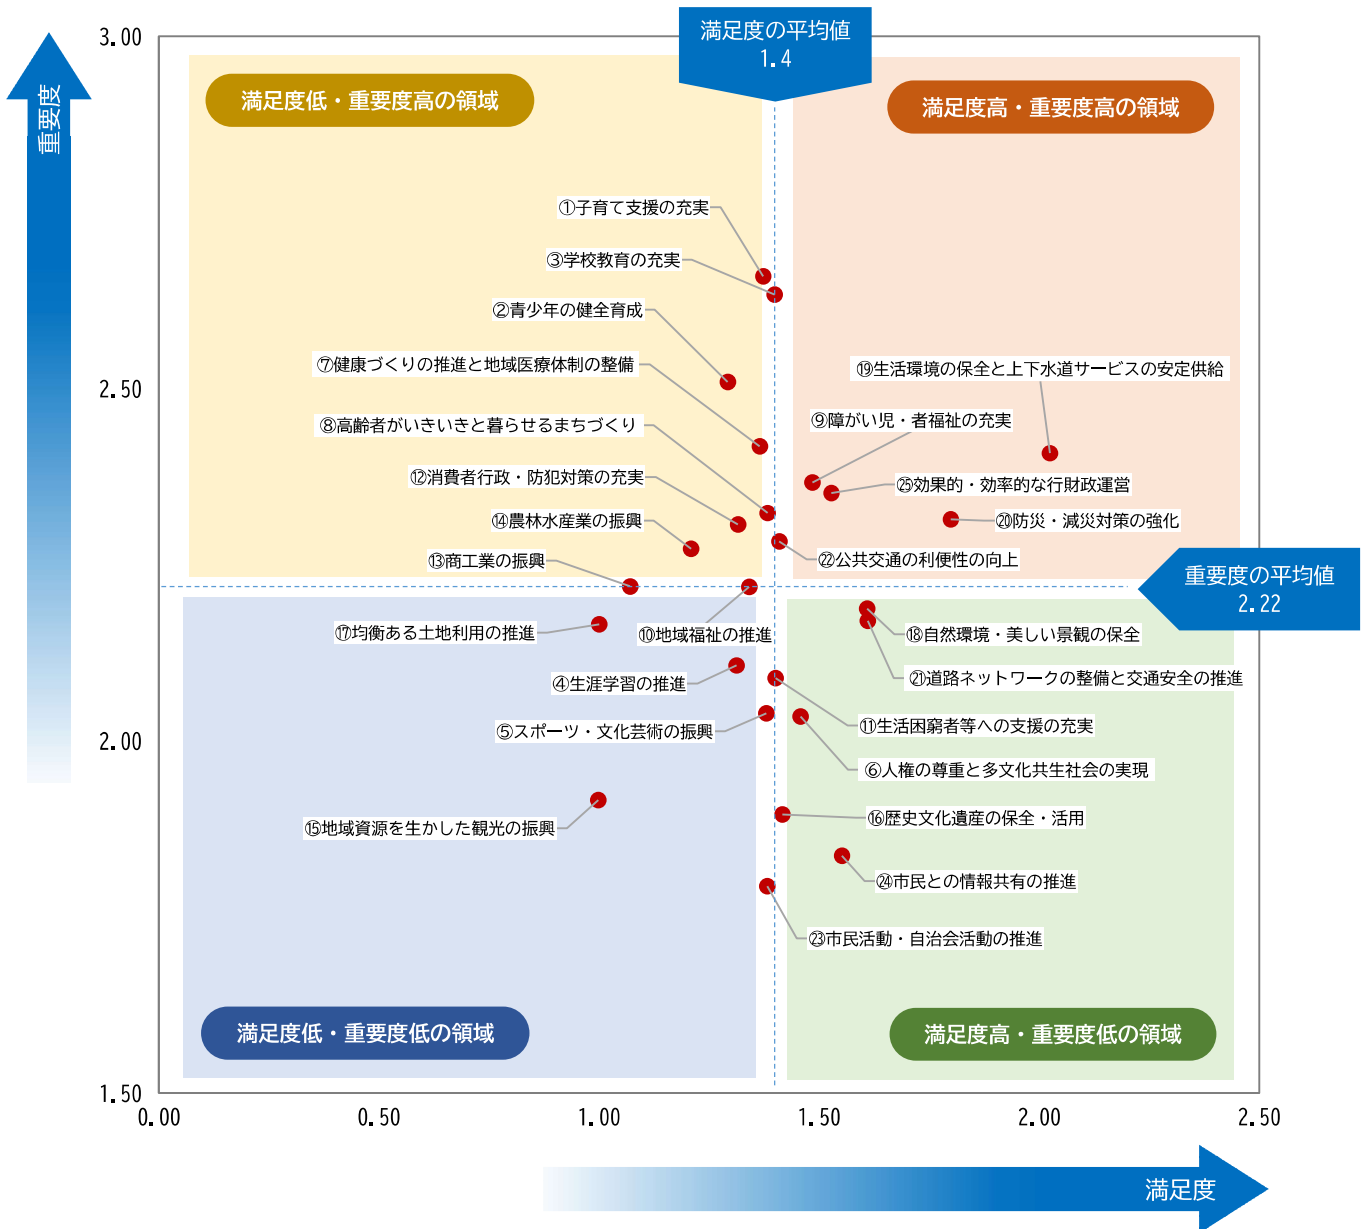 満足度の平均値
1.4
3.00
重要度
満足度低・重要度高の領域
満足度高・重要度高の領域
①子育て支援の充実
③学校教育の充実
②青少年の健全育成
⑦健康づくりの推進と地域医療体制の整備
⑲生活環境の保全と上下水道サービスの安定供給
2.50
⑧高齢者がいきいきと暮らせるまちづくり
⑨障がい児・者福祉の充実
⑫消費者行政・防犯対策の充実
㉕効果的・効率的な行財政運営
⑭農林水産業の振興
⑳防災・減災対策の強化
⑬商工業の振興
㉒公共交通の利便性の向上
重要度の平均値
2.22
⑰均衡ある土地利用の推進
⑩地域福祉の推進
⑱自然環境・美しい景観の保全
④生涯学習の推進
㉑道路ネットワークの整備と交通安全の推進
⑤スポーツ・文化芸術の振興
⑪生活困窮者等への支援の充実
2.00
⑥人権の尊重と多文化共生社会の実現
⑮地域資源を生かした観光の振興
⑯歴史文化遺産の保全・活用
㉔市民との情報共有の推進
㉓市民活動・自治会活動の推進
満足度低・重要度低の領域
満足度高・重要度低の領域
1.50
0.00
0.50
1.00
1.50
2.00
2.50
満足度